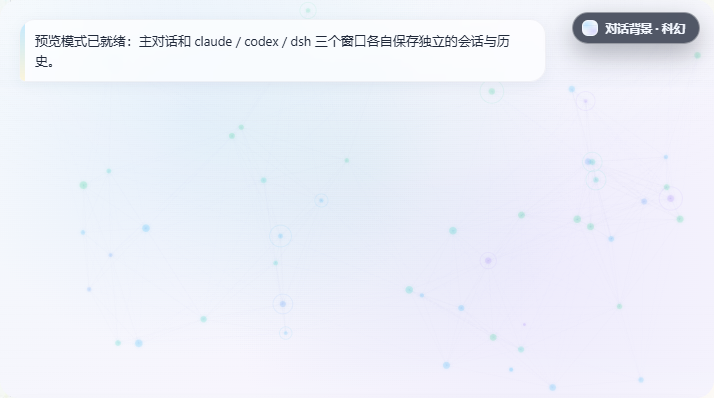 预览模式已就绪：主对话和 claude / codex / dsh 三个窗口各自保存独立的会话与历
史。
对话背景 · 科幻